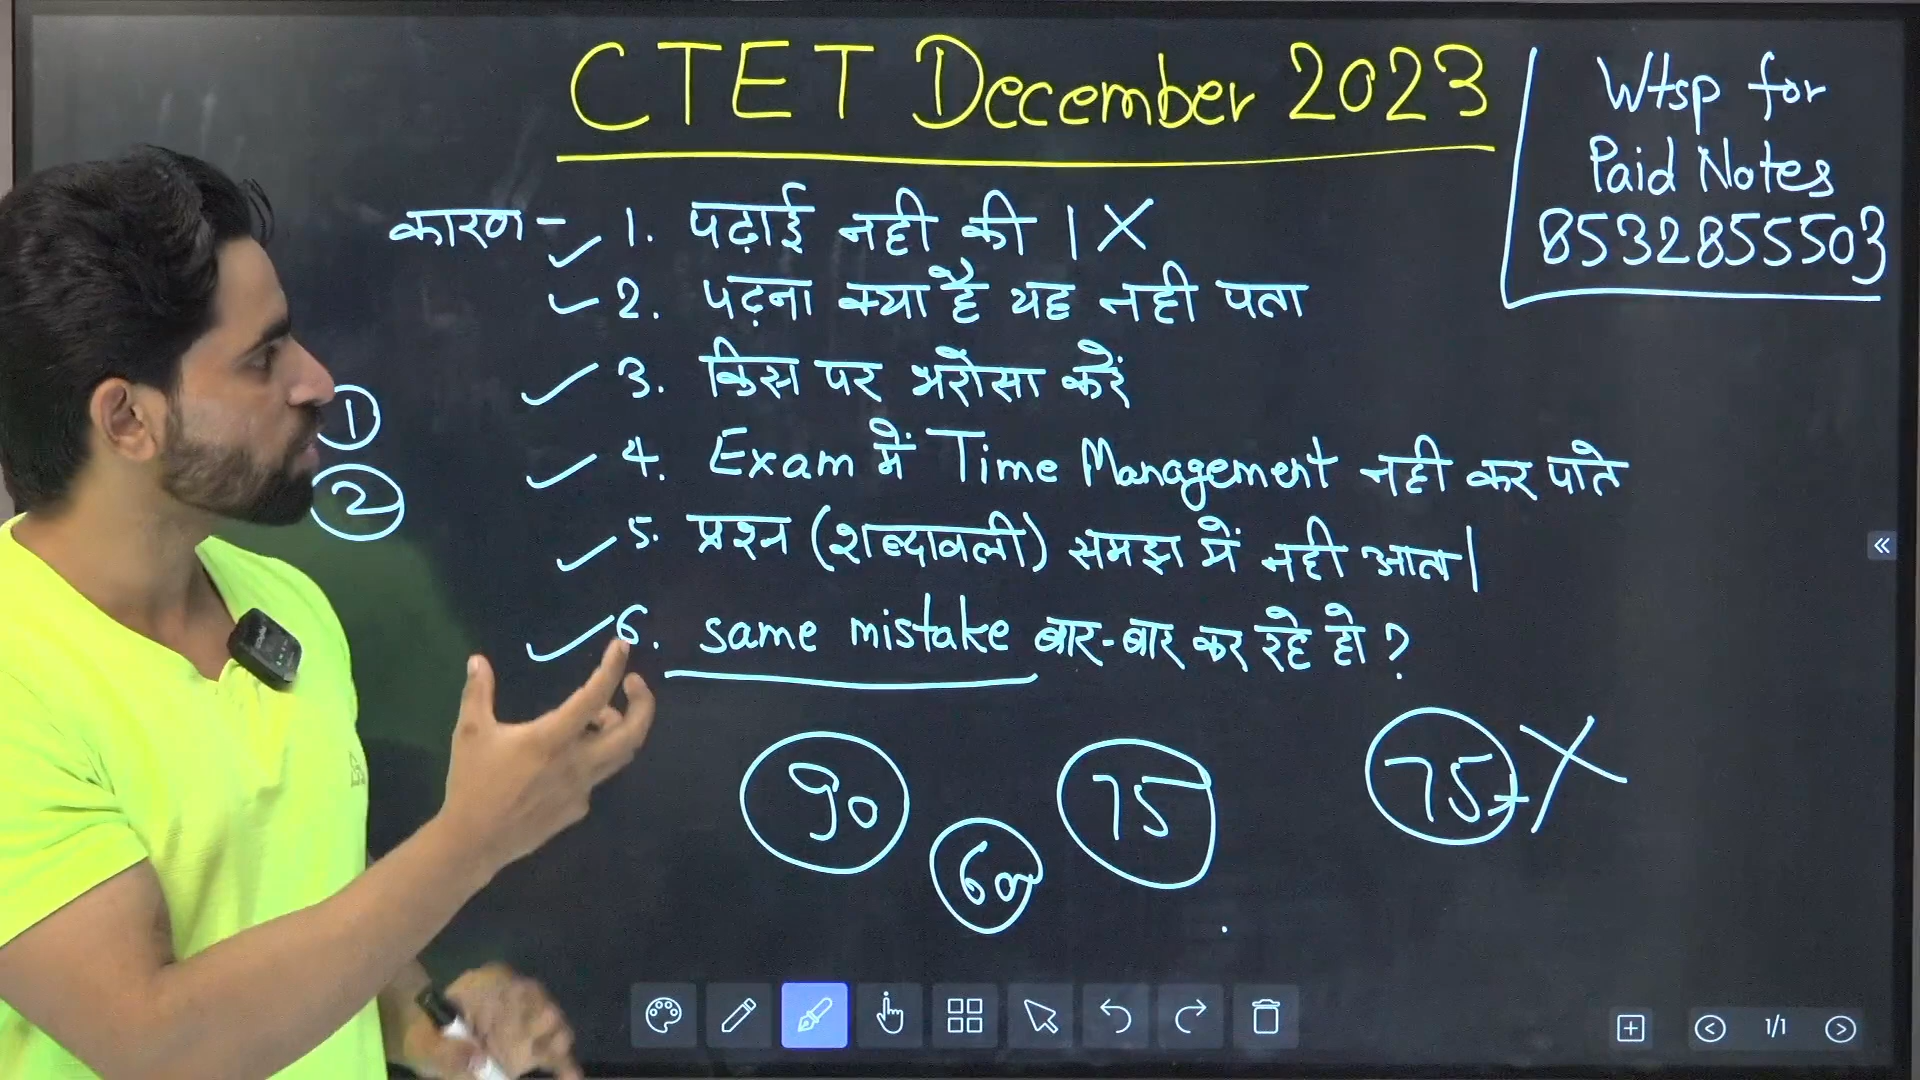 CTET December 2023
Wtsp for
Paid Notes
8532855503
कारण - 1. पढ़ाई नही की | X
2. पढ़ना क्या है यह नही पता
3. किस पर भरोसा करें
4. Exam में Time Management नही कर पाते
5. प्रश्न (शब्दावली) समझ में नही आता|
6. same mistake बार-बार कर रहे हो ?
1
2
90
60
75
75+ X
1/1